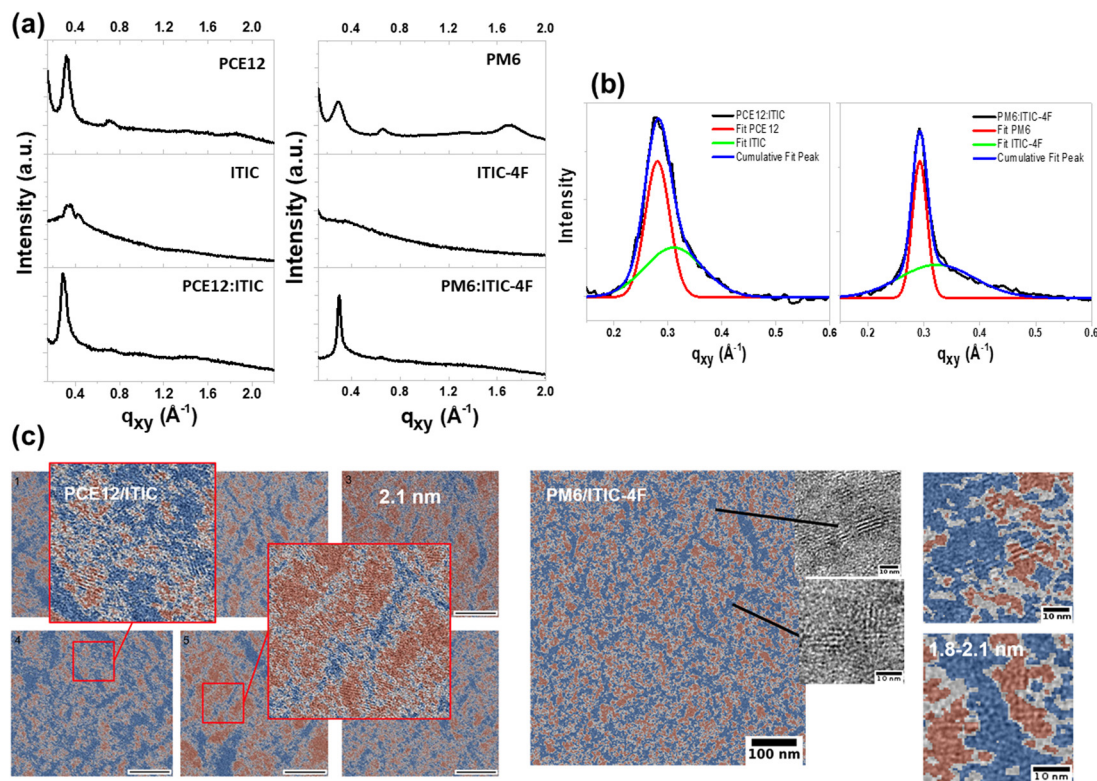 (a)
0.4 0.8 1.2 1.6 2.0
PCE12
ITIC
PCE12:ITIC
Intensity (a.u.)
0.4 0.8 1.2 1.6 2.0
qxy (Å-1)
0.4 0.8 1.2 1.6 2.0
PM6
ITIC-4F
PM6:ITIC-4F
Intensity (a.u.)
0.4 0.8 1.2 1.6 2.0
qxy (Å-1)
(b)
PCE12:ITIC
Fit PCE 12
Fit ITIC
Cumulative Fit Peak
Intensity
0.2 0.3 0.4 0.5 0.6
qxy (Å-1)
PM6:ITIC-4F
Fit PM6
Fit ITIC-4F
Cumulative Fit Peak
0.2 0.3 0.4 0.5 0.6
qxy (Å-1)
(c)
1
PCE12/ITIC
3
2.1 nm
4
5
PM6/ITIC-4F
100 nm
10 nm
10 nm
10 nm
1.8-2.1 nm
10 nm